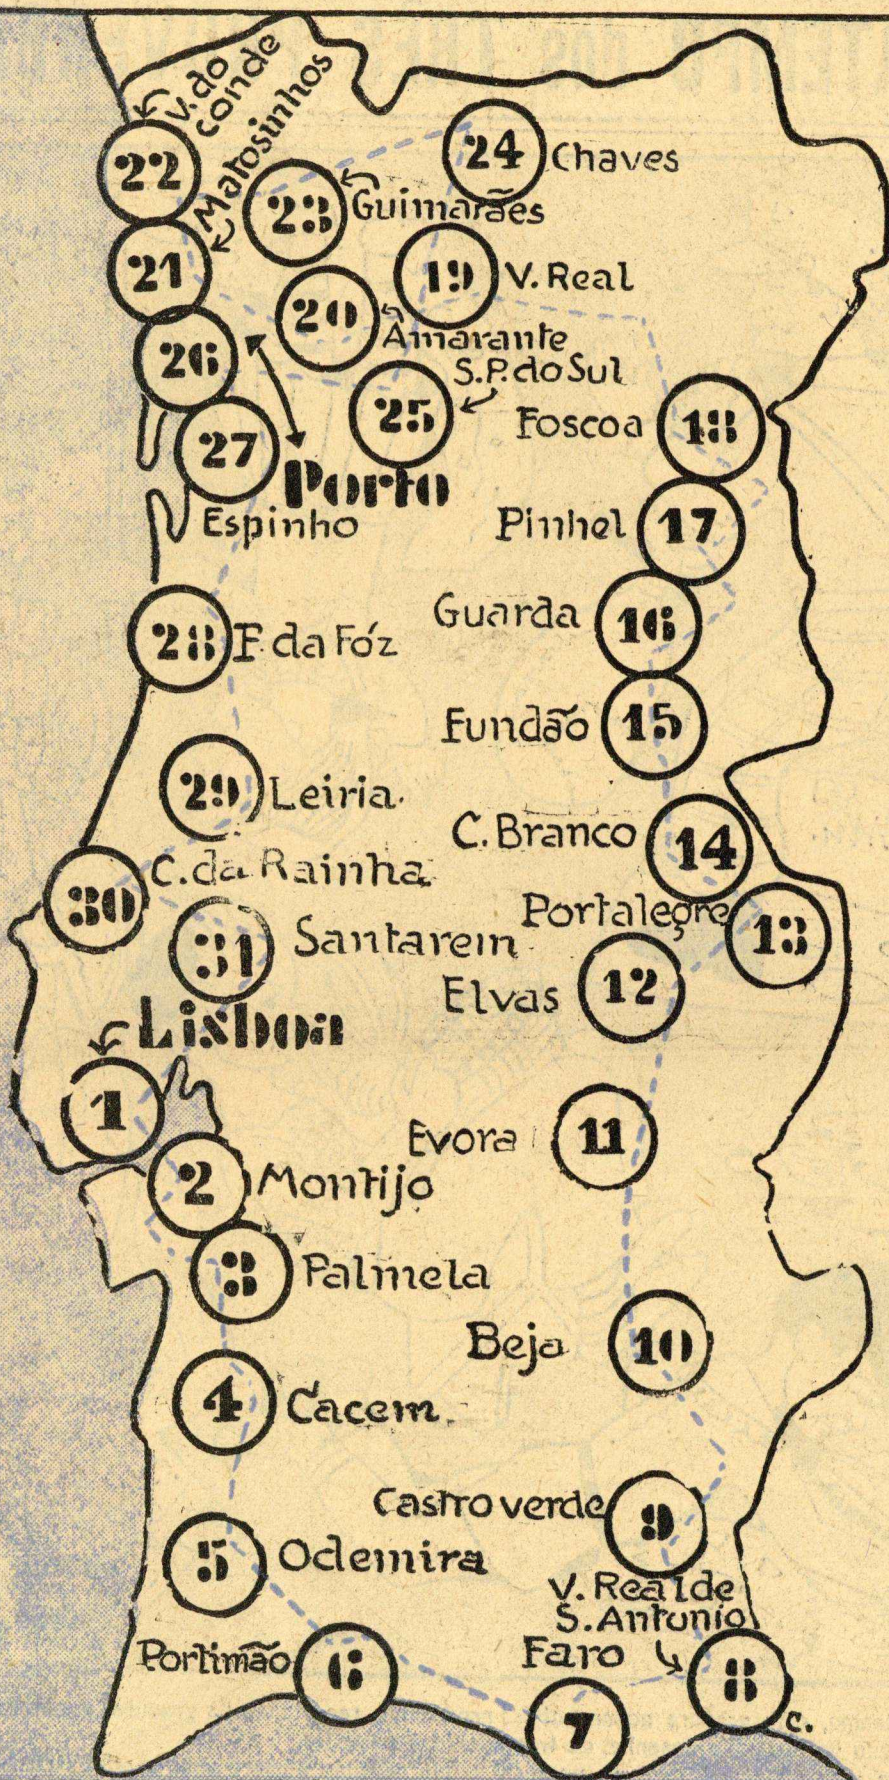 V. do
conde
22
Matosinhos
21
24 Chaves
23 Guimarães
19 V. Real
20 Amarante
26
S.P. do Sul
25
Foscoa 18
27
Porto
Espinho
Pinhel 17
28 F. da Fóz
Guarda 16
Fundão 15
29 Leiria.
C. Branco 14
30 C. da Rainha
Portalegre 13
31 Santarem
Elvas 12
Lisboa
1
Evora 11
2 Montijo
3 Palmela
Beja 10
4 Cacem.
Castro verde 9
5 Odemira
V. Real de
S. Antonio
8
Portimão 6
Faro
7
c.